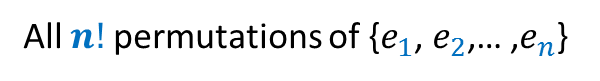 All n! permutations of {e₁, e₂,... ,eₙ}